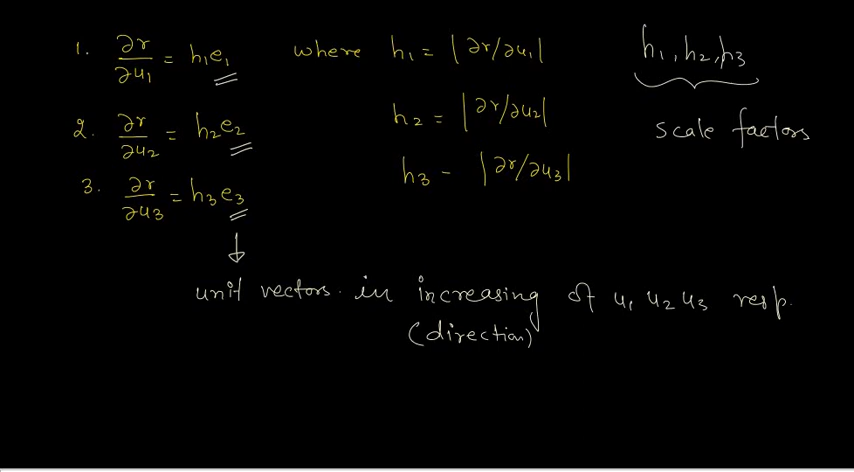 1. ∂r/∂u₁ = h₁e₁ where h₁ = |∂r/∂u₁| h₁, h₂, h₃
2. ∂r/∂u₂ = h₂e₂ h₂ = |∂r/∂u₂| scale factors
3. ∂r/∂u₃ = h₃e₃ h₃ - |∂r/∂u₃|
↓
unit vectors. in increasing of u₁ u₂ u₃ resp.
(direction)